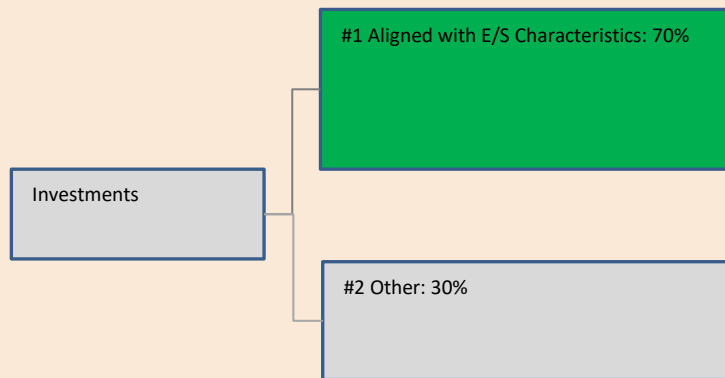 #1 Aligned with E/S Characteristics: 70%
Investments
#2 Other: 30%